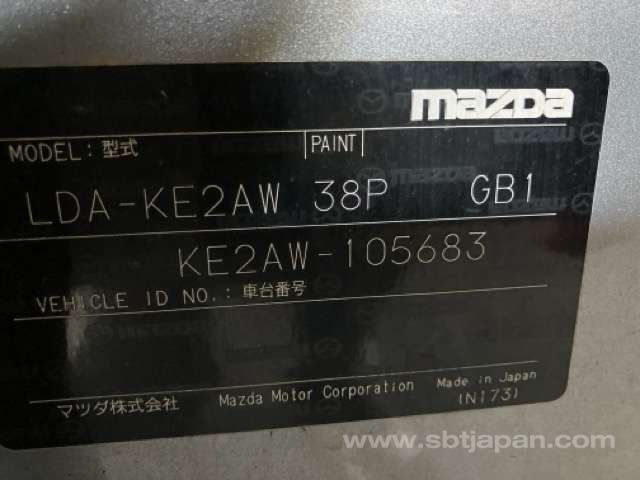 mazda
MODEL: 型式 PAINT
LDA-KE2AW 38P GB1
KE2AW-105683
VEHICLE ID NO.: 車台番号
マツダ株式会社 Mazda Motor Corporation Made in Japan
(N173)
www.sbtjapan.com